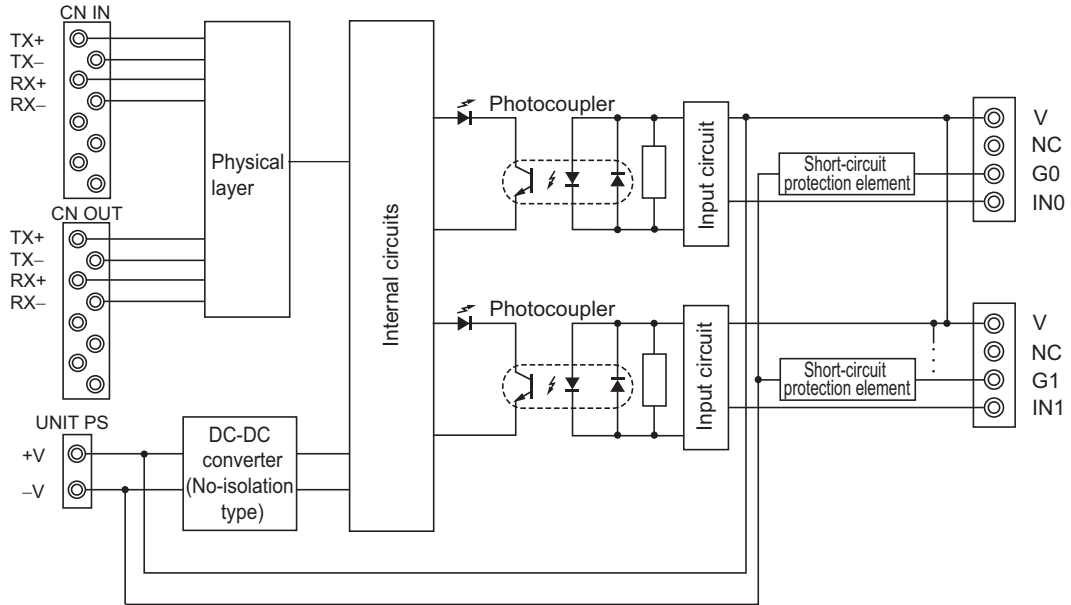 CN IN
TX+
TX−
RX+
RX−
CN OUT
TX+
TX−
RX+
RX−
UNIT PS
+V
−V
Physical
layer
DC-DC
converter
(No-isolation
type)
Internal circuits
Photocoupler
Input circuit
Short-circuit
protection element
V
NC
G0
IN0
Photocoupler
Input circuit
Short-circuit
protection element
V
NC
G1
IN1